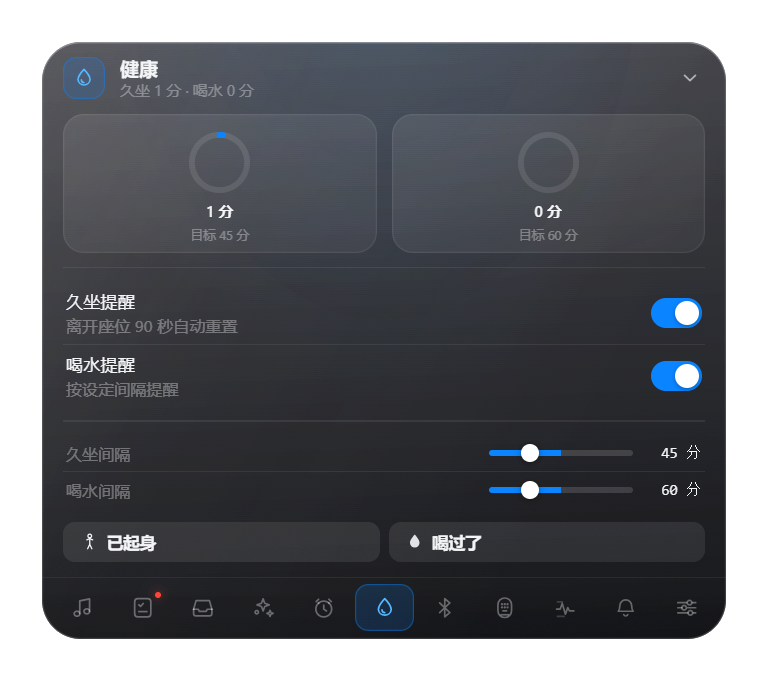 健康
久坐 1 分 · 喝水 0 分
1 分
目标 45 分
0 分
目标 60 分
久坐提醒
离开座位 90 秒自动重置
喝水提醒
按设定间隔提醒
久坐间隔
45 分
喝水间隔
60 分
已起身
喝过了